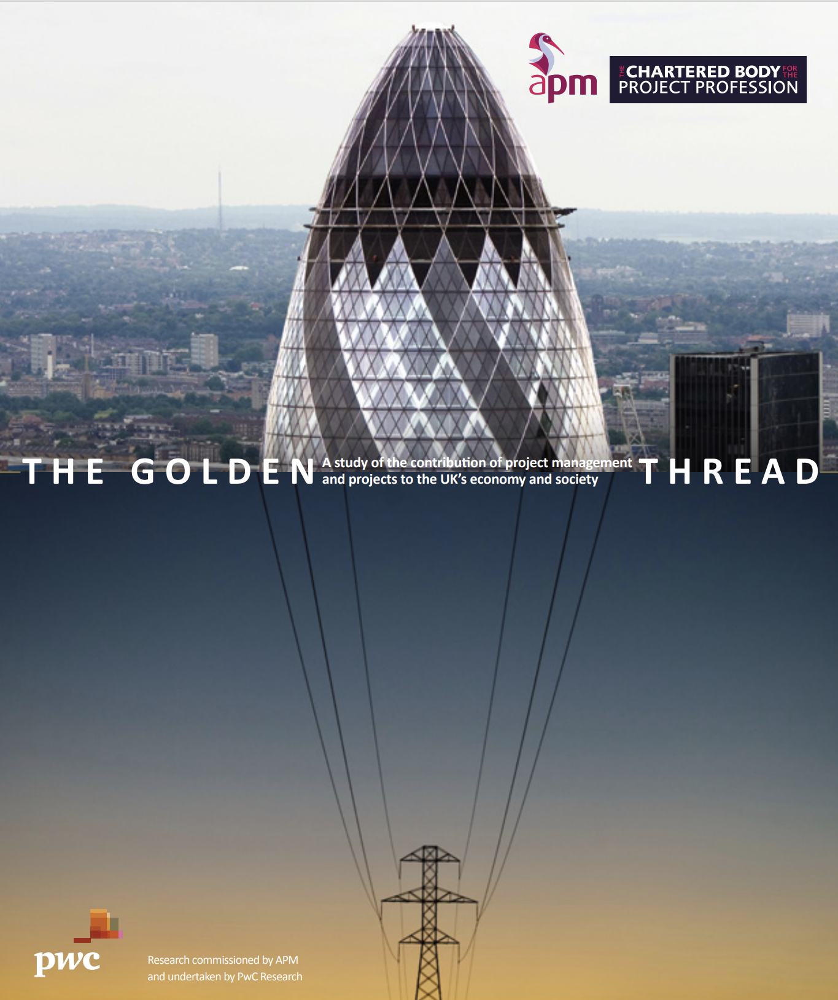 apm
THE CHARTERED BODY FOR THE
PROJECT PROFESSION
THE GOLDEN THREAD
A study of the contribution of project management
and projects to the UK’s economy and society
pwc
Research commissioned by APM
and undertaken by PwC Research